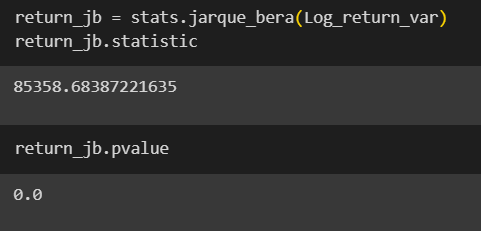 return_jb = stats.jarque_bera(Log_return_var)
return_jb.statistic
85358.68387221635
return_jb.pvalue
0.0